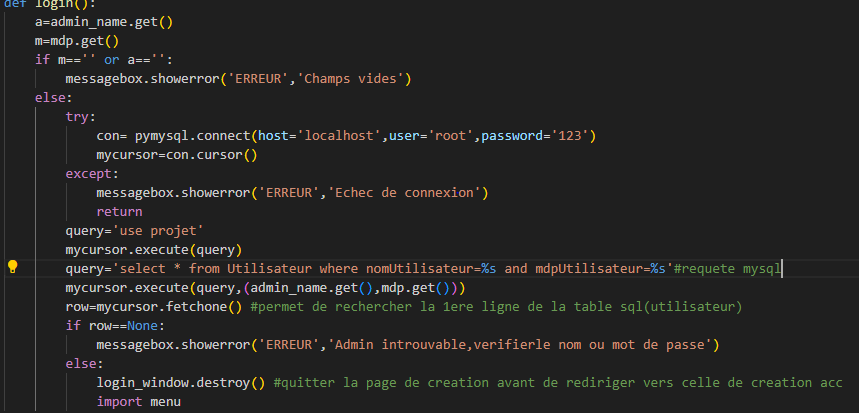 def login():
    a=admin_name.get()
    m=mdp.get()
    if m=='' or a=='':
        messagebox.showerror('ERREUR','Champs vides')
    else:
        try:
            con= pymysql.connect(host='localhost',user='root',password='123')
            mycursor=con.cursor()
        except:
            messagebox.showerror('ERREUR','Echec de connexion')
            return
        query='use projet'
        mycursor.execute(query)
        query='select * from Utilisateur where nomUtilisateur=%s and mdpUtilisateur=%s'#requete mysql
        mycursor.execute(query,(admin_name.get(),mdp.get()))
        row=mycursor.fetchone() #permet de rechercher la 1ere ligne de la table sql(utilisateur)
        if row==None:
            messagebox.showerror('ERREUR','Admin introuvable,verifierle nom ou mot de passe')
        else:
            login_window.destroy() #quitter la page de creation avant de rediriger vers celle de creation acc
            import menu